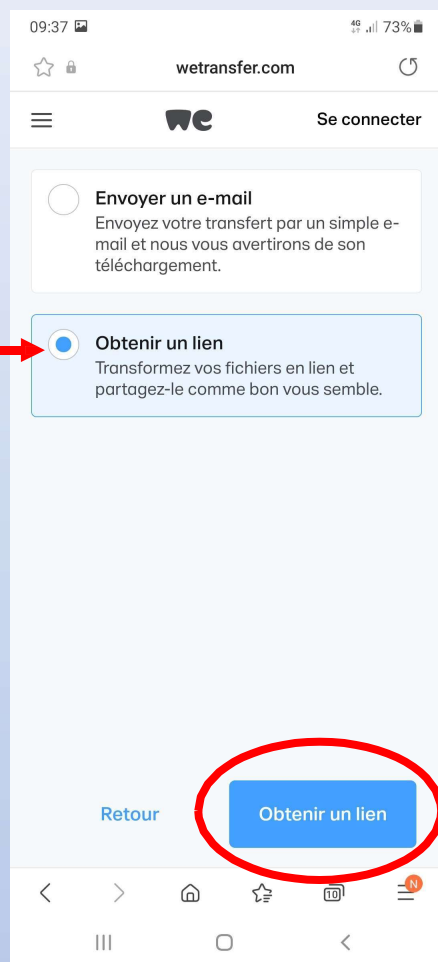 09:37 4G 73%
wetransfer.com
we Se connecter
Envoyer un e-mail
Envoyez votre transfert par un simple e-
mail et nous vous avertirons de son
téléchargement.
Obtenir un lien
Transformez vos fichiers en lien et
partagez-le comme bon vous semble.
Retour Obtenir un lien
10 N